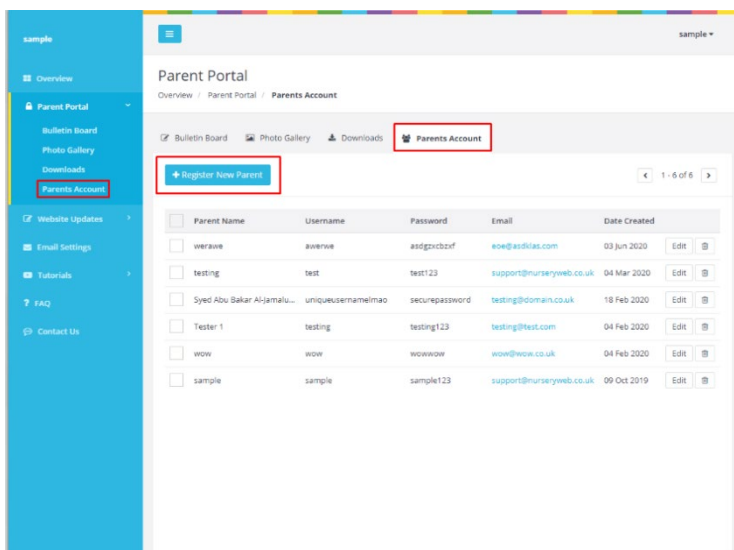 sample
sample
Overview
Parent Portal
Bulletin Board
Photo Gallery
Downloads
Parents Account
Website Updates
Email Settings
Tutorials
? FAQ
Contact Us
Parent Portal
Overview / Parent Portal / Parents Account
Bulletin Board Photo Gallery Downloads Parents Account
+ Register New Parent < 1 - 6 of 6 >
Parent Name Username Password Email Date Created
werawe awerwe asdgzxcbzxf eoe@asdklas.com 03 Jun 2020 Edit
testing test test123 support@nurseryweb.co.uk 04 Mar 2020 Edit
Syed Abu Bakar Al-Jamalu... uniqueusernamelmao securepassword testing@domain.co.uk 18 Feb 2020 Edit
Tester 1 testing testing123 testing@test.com 04 Feb 2020 Edit
wow wow wowwow wow@wow.co.uk 04 Feb 2020 Edit
sample sample sample123 support@nurseryweb.co.uk 09 Oct 2019 Edit